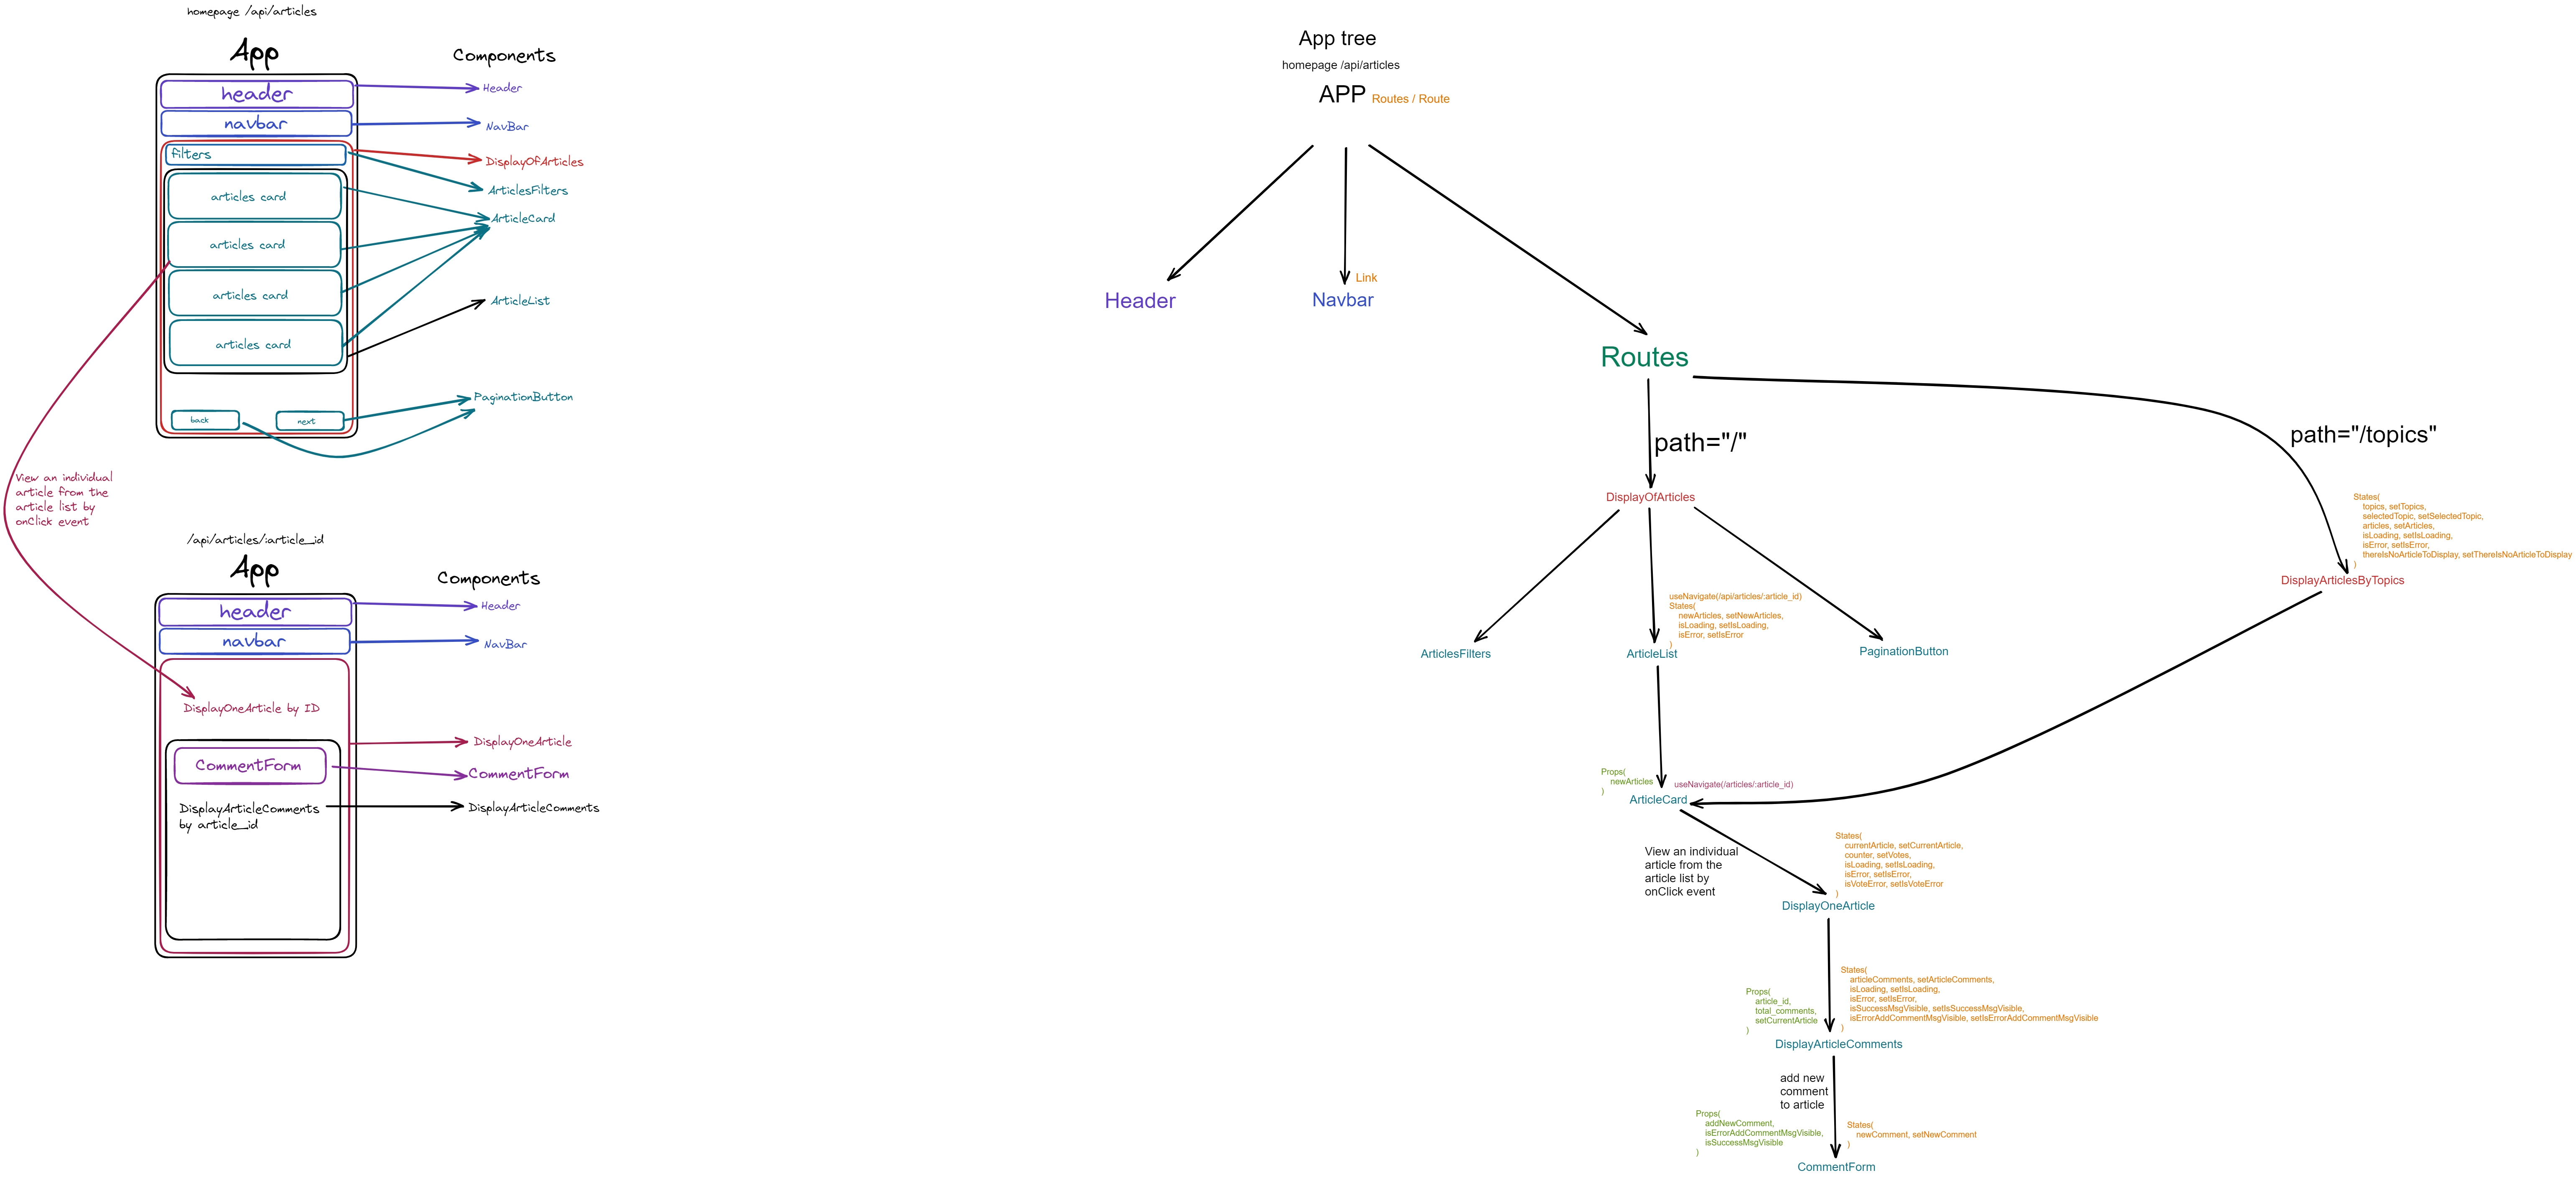 homepage /api/articles
App
Components
header
Header
navbar
NavBar
filters
DisplayOfArticles
ArticlesFilters
articles card
ArticleCard
articles card
articles card
ArticleList
articles card
PaginationButton
back
next
View an individual
article from the
article list by
onClick event
/api/articles/:article_id
App
Components
header
Header
navbar
NavBar
DisplayOneArticle by ID
DisplayOneArticle
CommentForm
CommentForm
DisplayArticleComments
by article_id
DisplayArticleComments
App tree
homepage /api/articles
APP
Routes / Route
Header
Link
Navbar
Routes
path="/"
path="/topics"
DisplayOfArticles
States(
topics, setTopics,
selectedTopic, setSelectedTopic,
articles, setArticles,
isLoading, setIsLoading,
isError, setIsError,
thereIsNoArticleToDisplay, setThereIsNoArticleToDisplay
)
DisplayArticlesByTopics
useNavigate(/api/articles/:article_id)
States(
newArticles, setNewArticles,
isLoading, setIsLoading,
isError, setIsError
)
ArticlesFilters
ArticleList
PaginationButton
Props(
newArticles
)
useNavigate(/articles/:article_id)
ArticleCard
View an individual
article from the
article list by
onClick event
States(
currentArticle, setCurrentArticle,
counter, setVotes,
isLoading, setIsLoading,
isError, setIsError,
isVoteError, setIsVoteError
)
DisplayOneArticle
Props(
article_id,
total_comments,
setCurrentArticle
)
States(
articleComments, setArticleComments,
isLoading, setIsLoading,
isError, setIsError,
isSuccessMsgVisible, setIsSuccessMsgVisible,
isErrorAddCommentMsgVisible, setIsErrorAddCommentMsgVisible
)
DisplayArticleComments
add new
comment
to article
Props(
addNewComment,
isErrorAddCommentMsgVisible,
isSuccessMsgVisible
)
States(
newComment, setNewComment
)
CommentForm